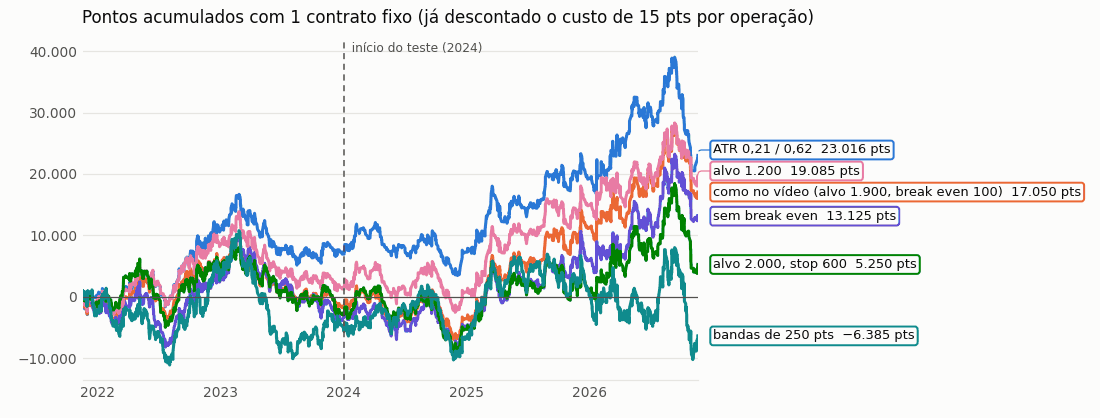 Pontos acumulados com 1 contrato fixo (já descontado o custo de 15 pts por operação)
início do teste (2024)
40.000
30.000
20.000
10.000
0
−10.000
ATR 0,21 / 0,62  23.016 pts
alvo 1.200  19.085 pts
como no vídeo (alvo 1.900, break even 100)  17.050 pts
sem break even  13.125 pts
alvo 2.000, stop 600  5.250 pts
bandas de 250 pts  −6.385 pts
2022
2023
2024
2025
2026